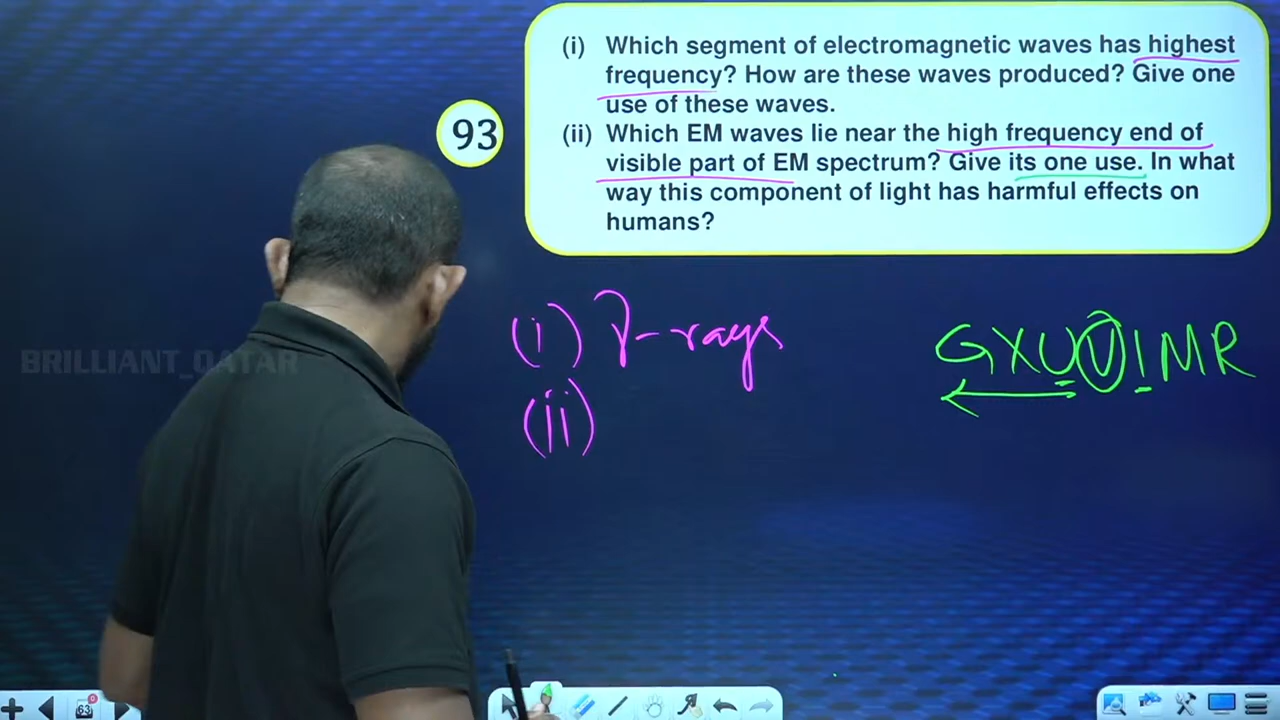 (i) Which segment of electromagnetic waves has highest
frequency? How are these waves produced? Give one
use of these waves.
93
(ii) Which EM waves lie near the high frequency end of
visible part of EM spectrum? Give its one use. In what
way this component of light has harmful effects on
humans?
(i) γ-rays
GXUVIMR
BRILLIANT_QATAR
(ii)
63